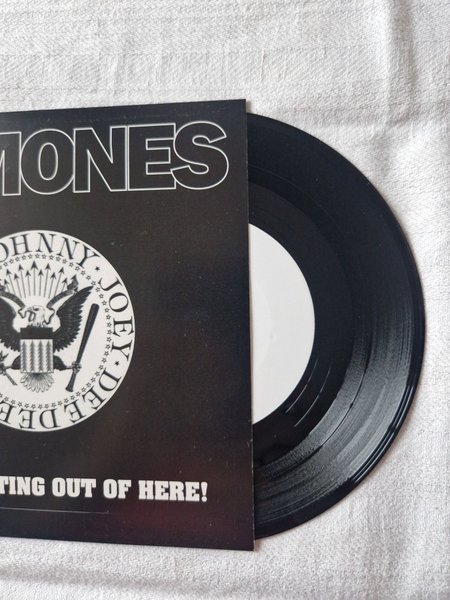 MONES
OHNNY · JOEY · DEE DEE
TING OUT OF HERE!